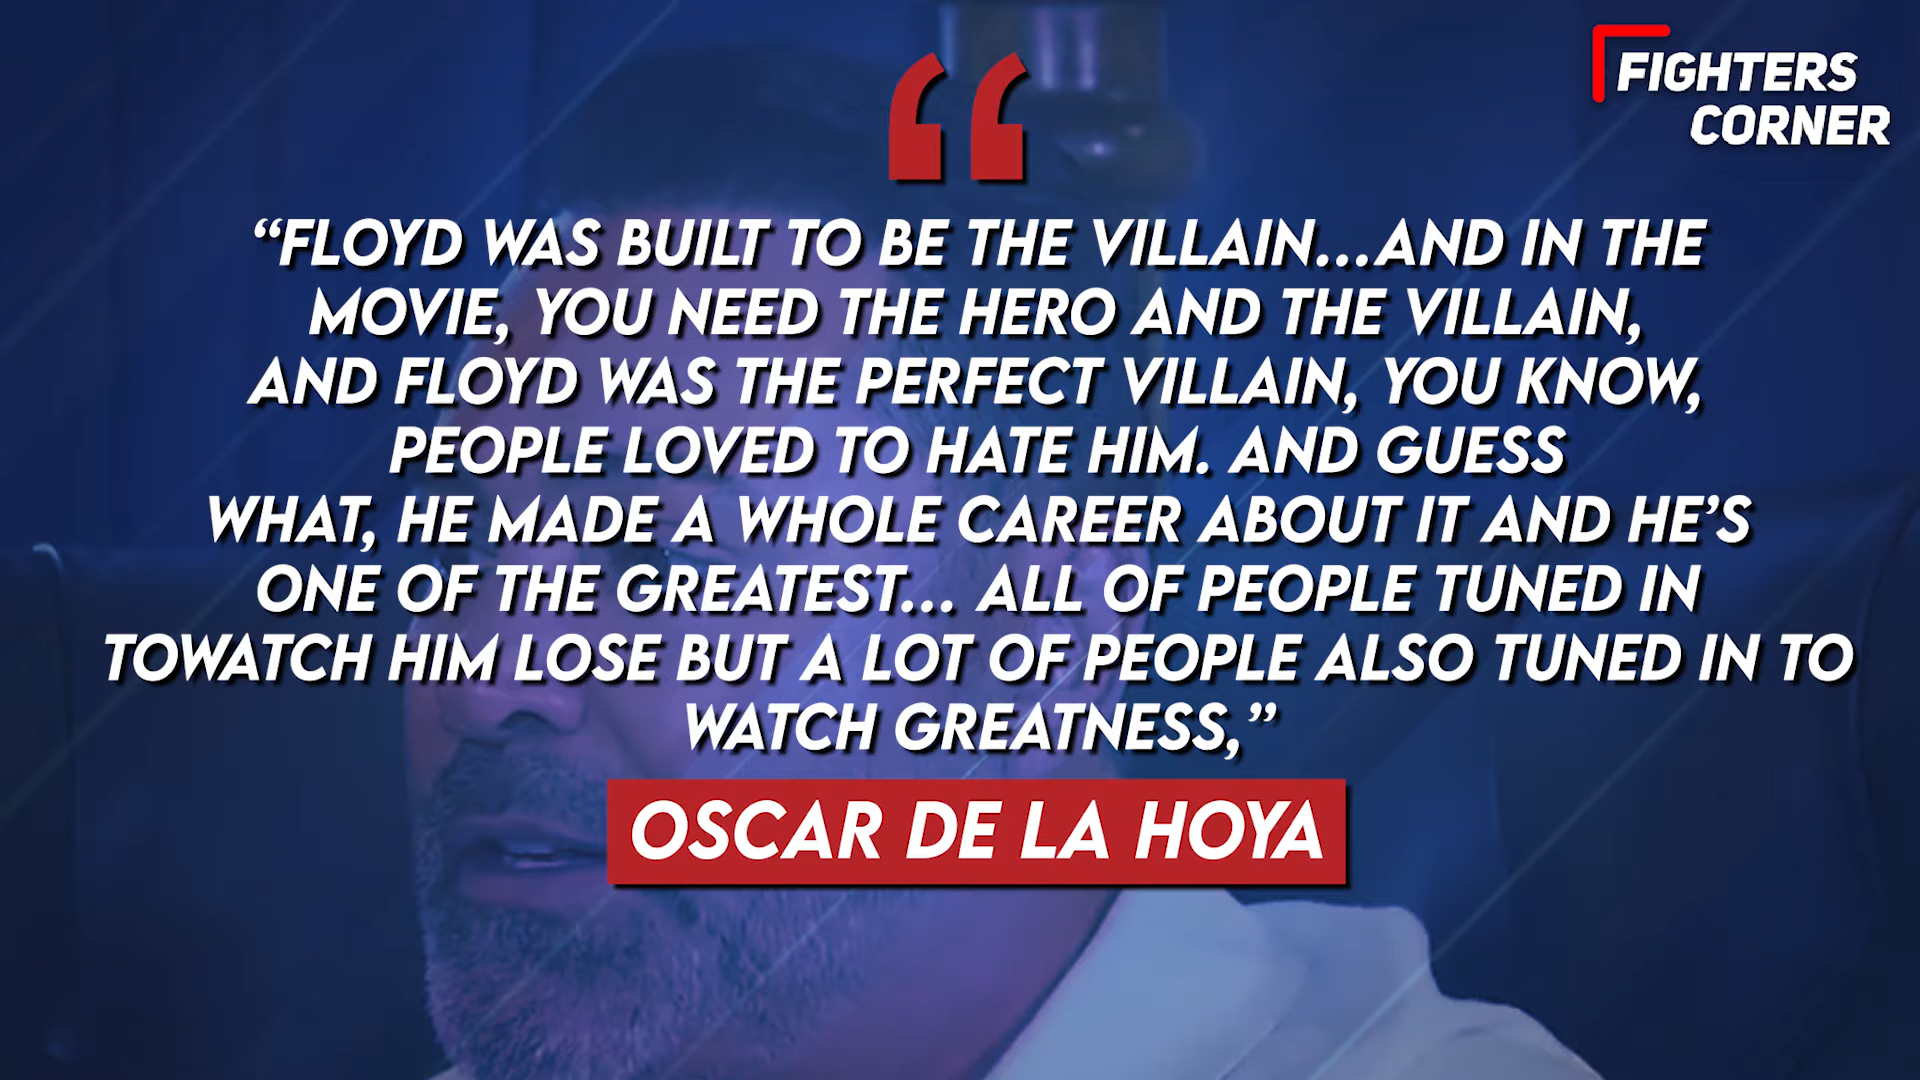 FIGHTERS
CORNER
“FLOYD WAS BUILT TO BE THE VILLAIN...AND IN THE
MOVIE, YOU NEED THE HERO AND THE VILLAIN,
AND FLOYD WAS THE PERFECT VILLAIN, YOU KNOW,
PEOPLE LOVED TO HATE HIM. AND GUESS
WHAT, HE MADE A WHOLE CAREER ABOUT IT AND HE’S
ONE OF THE GREATEST... ALL OF PEOPLE TUNED IN
TOWATCH HIM LOSE BUT A LOT OF PEOPLE ALSO TUNED IN TO
WATCH GREATNESS,”
OSCAR DE LA HOYA